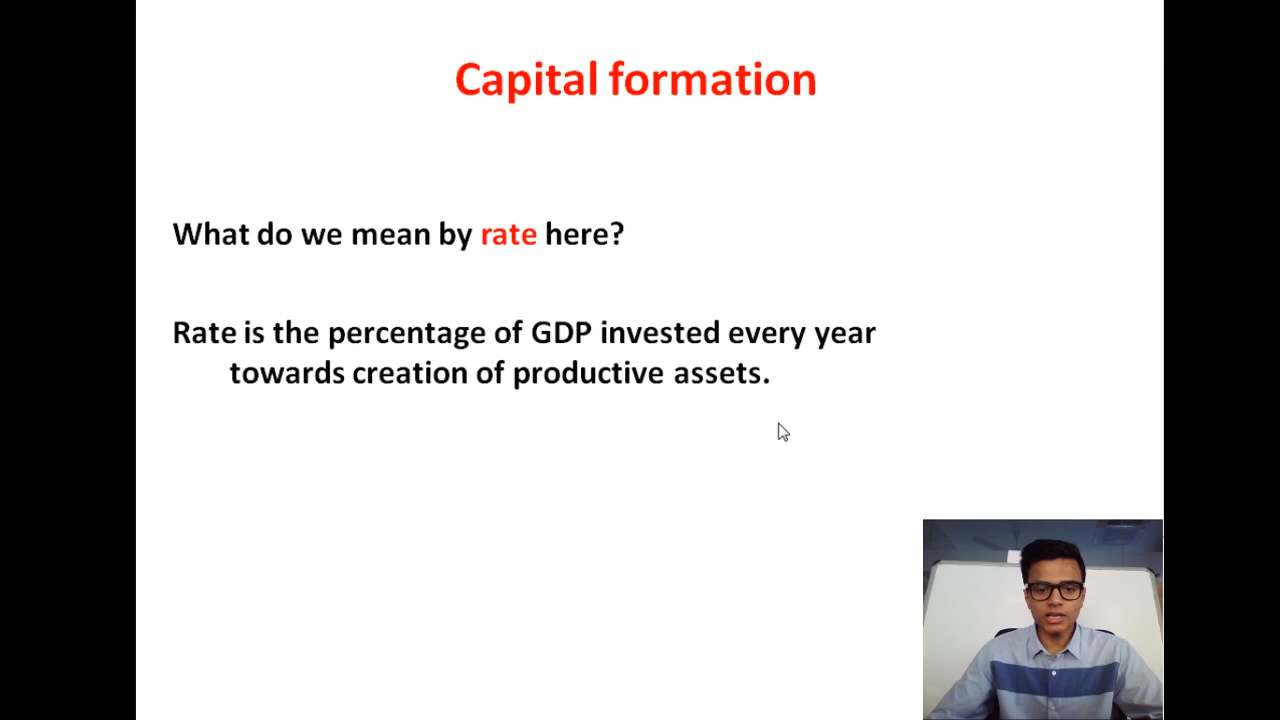 Capital formation
What do we mean by rate here?
Rate is the percentage of GDP invested every year
towards creation of productive assets.